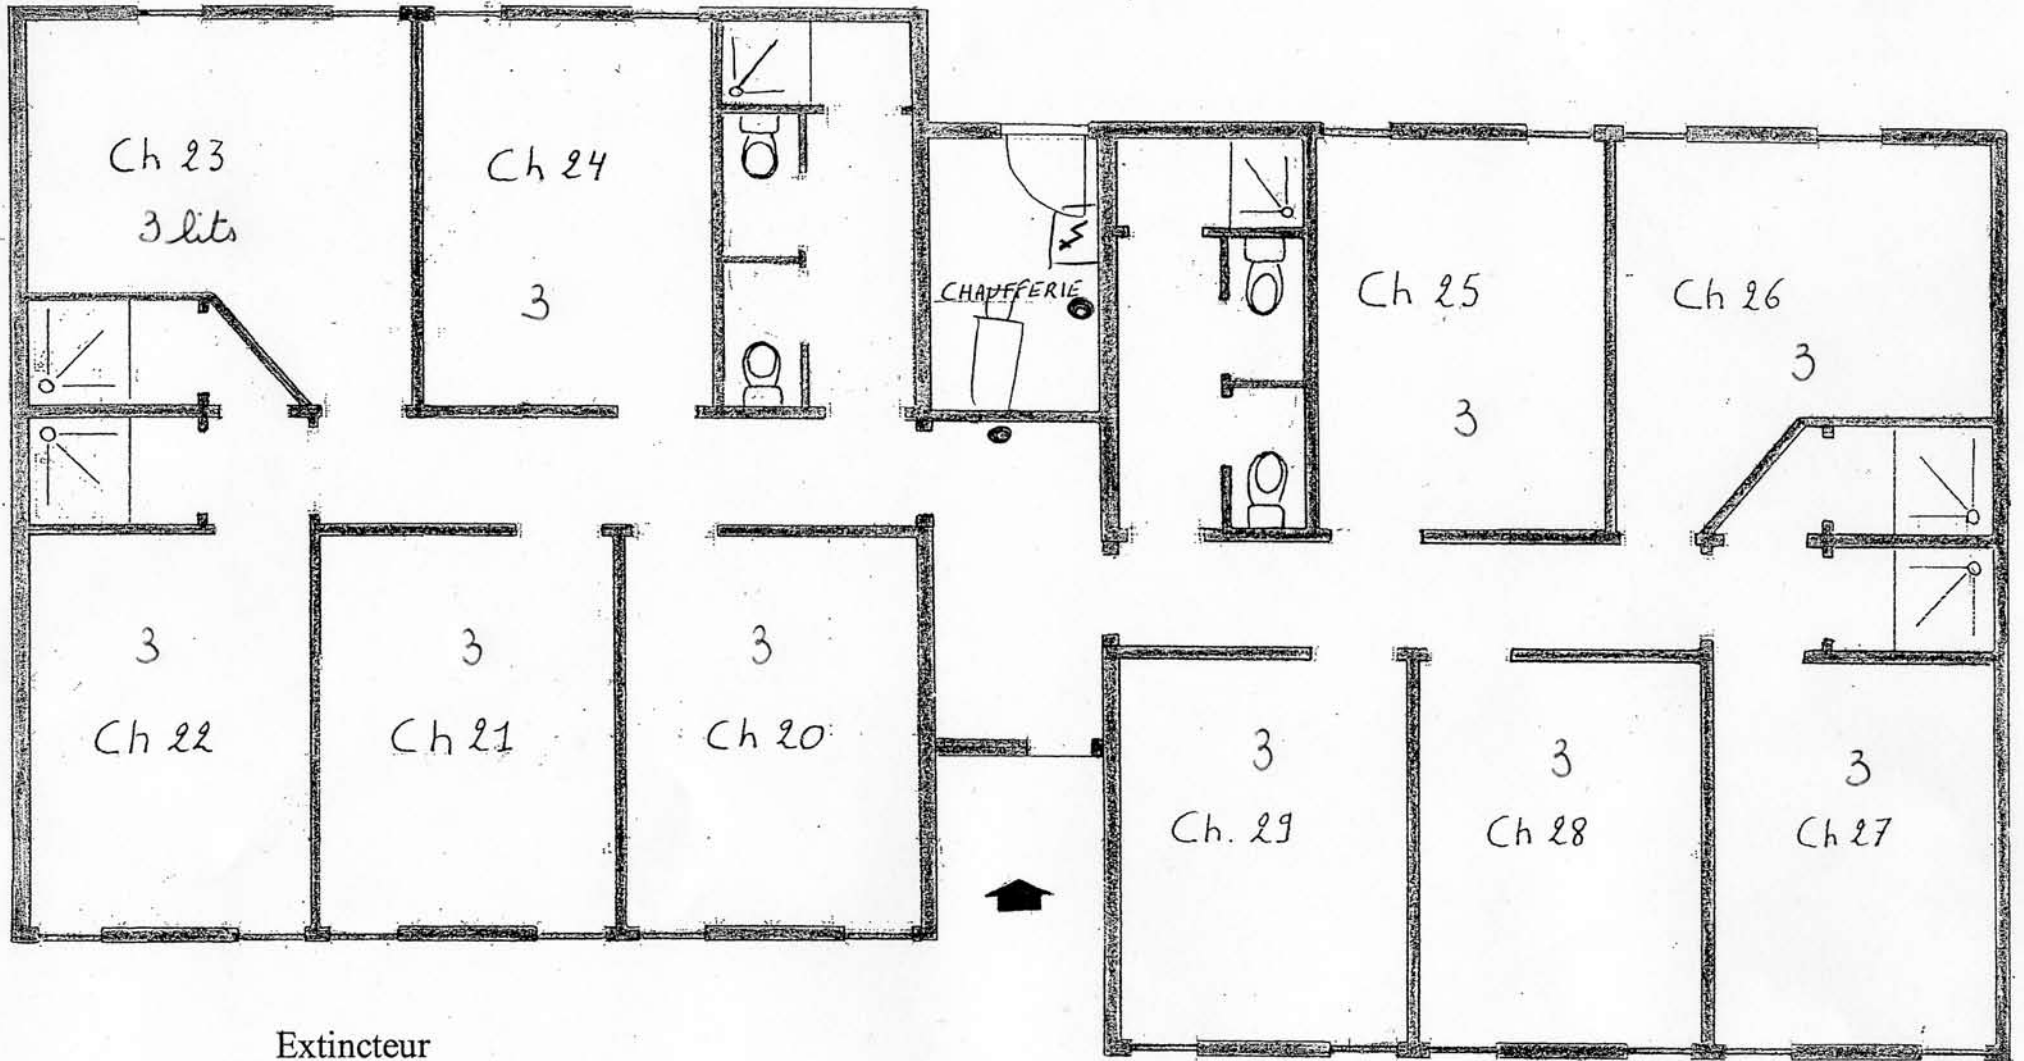 Ch 23
3 lits
Ch 24
3
CHAUFFERIE
Ch 25
3
Ch 26
3
3
Ch 22
3
Ch 21
3
Ch 20
3
Ch. 29
3
Ch 28
3
Ch 27
Extincteur